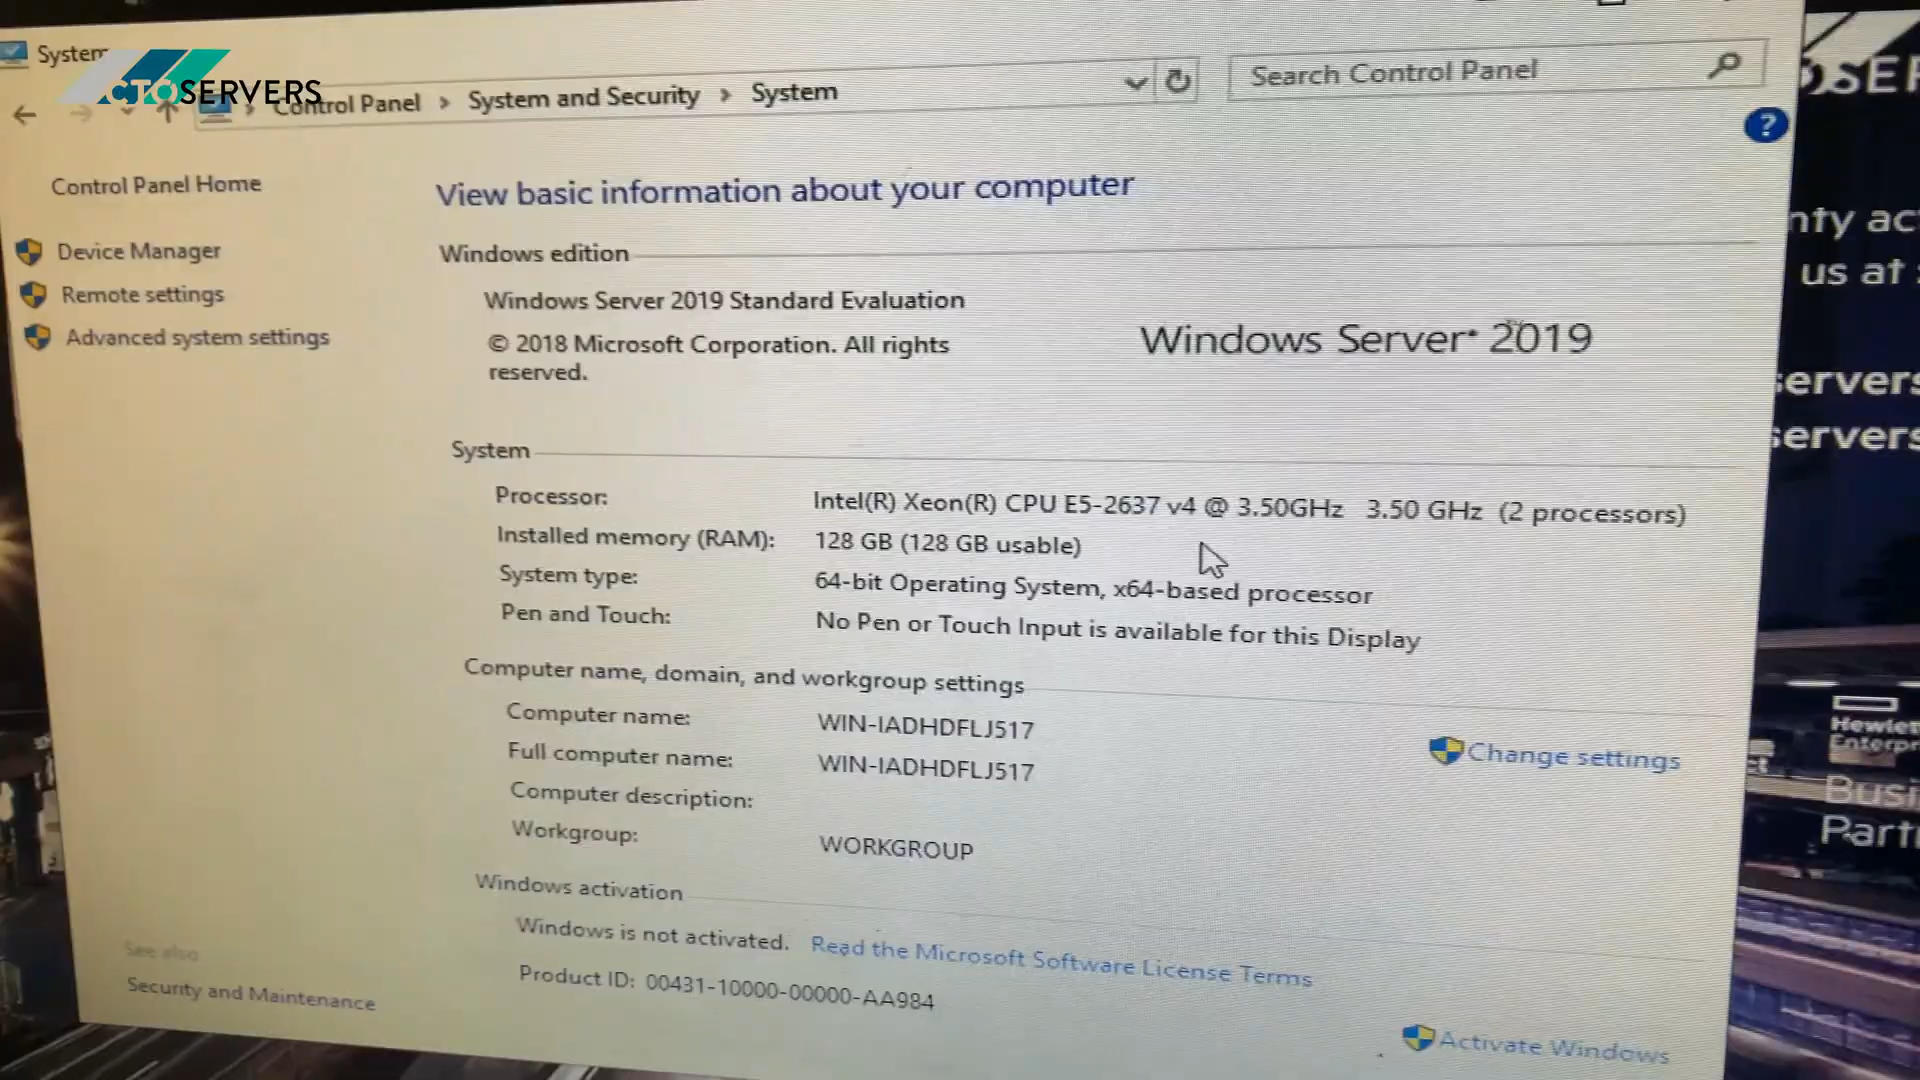 System
CTOSERVERS
Control Panel > System and Security > System
Search Control Panel
?
Control Panel Home
Device Manager
Remote settings
Advanced system settings
View basic information about your computer
Windows edition
Windows Server 2019 Standard Evaluation
© 2018 Microsoft Corporation. All rights
reserved.
Windows Server 2019
System
Processor: Intel(R) Xeon(R) CPU E5-2637 v4 @ 3.50GHz 3.50 GHz (2 processors)
Installed memory (RAM): 128 GB (128 GB usable)
System type: 64-bit Operating System, x64-based processor
Pen and Touch: No Pen or Touch Input is available for this Display
Computer name, domain, and workgroup settings
Computer name: WIN-IADHDFLJ517
Full computer name: WIN-IADHDFLJ517
Change settings
Computer description:
Workgroup: WORKGROUP
Windows activation
Windows is not activated. Read the Microsoft Software License Terms
Product ID: 00431-10000-00000-AA984
Activate Windows
See also
Security and Maintenance
us at
servers
servers